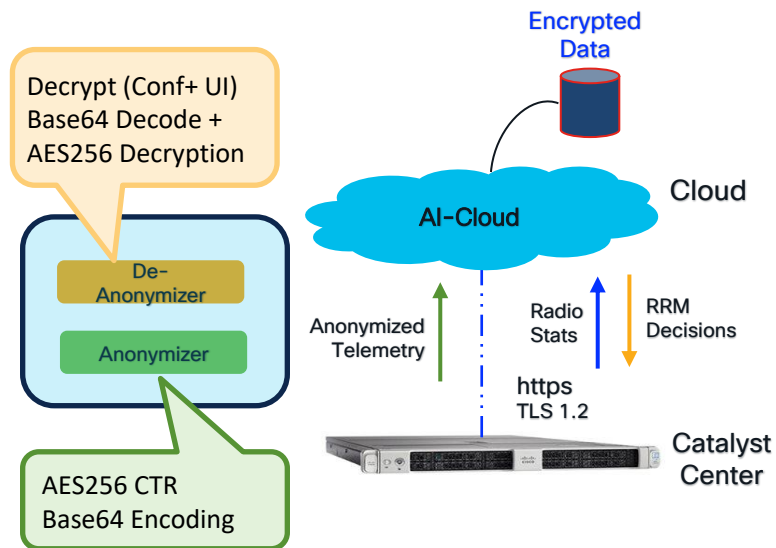 Encrypted
Data
Decrypt (Conf+ UI)
Base64 Decode +
AES256 Decryption
AI-Cloud
Cloud
De-
Anonymizer
Anonymizer
Anonymized
Telemetry
Radio
Stats
RRM
Decisions
https
TLS 1.2
Catalyst
Center
AES256 CTR
Base64 Encoding